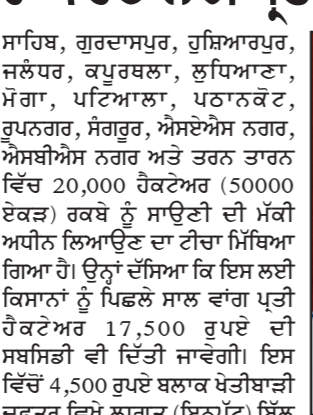 ਸਾਹਿਬ, ਗੁਰਦਾਸਪੁਰ, ਹੁਸ਼ਿਆਰਪੁਰ,
ਜਲੰਧਰ, ਕਪੂਰਥਲਾ, ਲੁਧਿਆਣਾ,
ਮੋਗਾ, ਪਟਿਆਲਾ, ਪਠਾਨਕੋਟ,
ਰੂਪਨਗਰ, ਸੰਗਰੂਰ, ਐਸਏਐਸ ਨਗਰ,
ਐਸਬੀਐਸ ਨਗਰ ਅਤੇ ਤਰਨ ਤਾਰਨ
ਵਿੱਚ 20,000 ਹੈਕਟੇਅਰ (50000
ਏਕੜ) ਰਕਬੇ ਨੂੰ ਸਾਉਣੀ ਦੀ ਮੱਕੀ
ਅਧੀਨ ਲਿਆਉਣ ਦਾ ਟੀਚਾ ਮਿੱਥਿਆ
ਗਿਆ ਹੈ। ਉਨ੍ਹਾਂ ਦੱਸਿਆ ਕਿ ਇਸ ਲਈ
ਕਿਸਾਨਾਂ ਨੂੰ ਪਿਛਲੇ ਸਾਲ ਵਾਂਗ ਪ੍ਰਤੀ
ਹੈਕਟੇਅਰ 17,500 ਰੁਪਏ ਦੀ
ਸਬਸਿਡੀ ਵੀ ਦਿੱਤੀ ਜਾਵੇਗੀ। ਇਸ
ਵਿੱਚੋਂ 4,500 ਰੁਪਏ ਬਲਾਕ ਖੇਤੀਬਾੜੀ